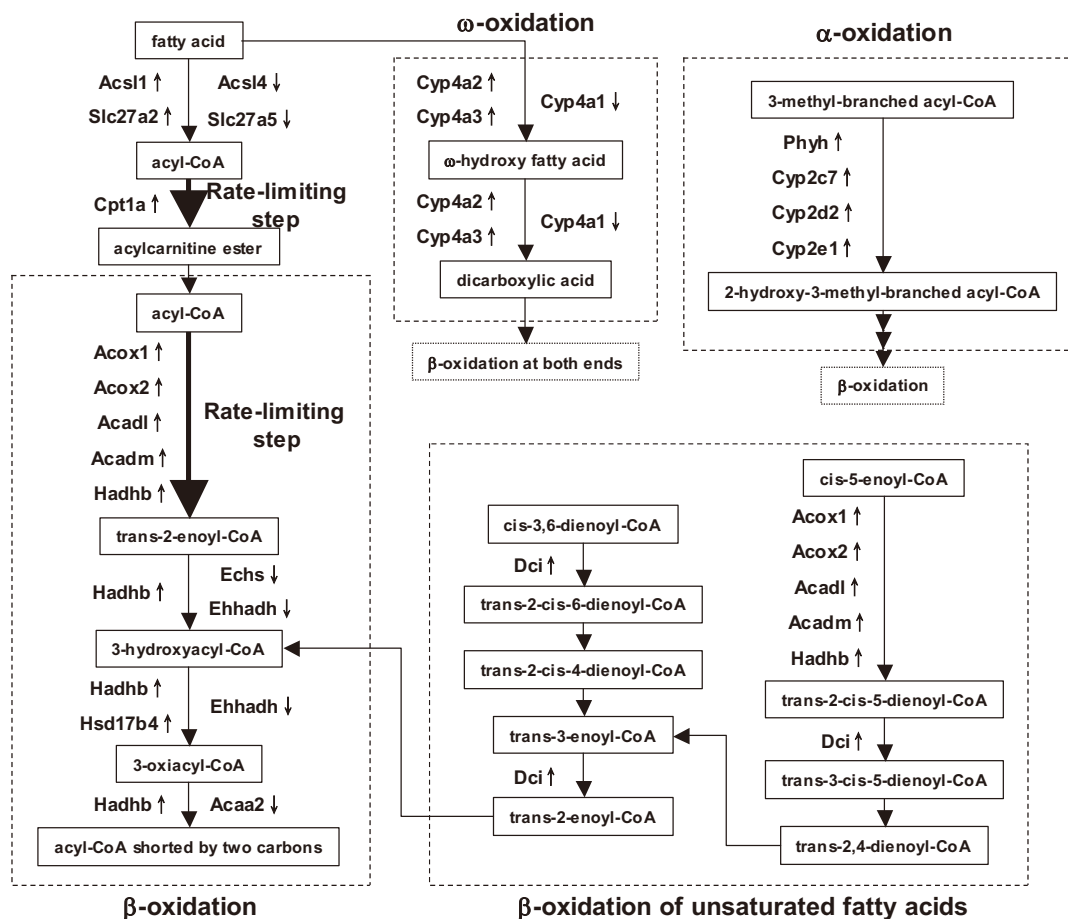 fatty acid
Acsl1↑
Acsl4↓
Slc27a2↑
Slc27a5↓
acyl-CoA
Cpt1a↑
Rate-limiting
step
acylcarnitine ester
acyl-CoA
Acox1↑
Acox2↑
Acadl↑
Acadm↑
Hadhb↑
Rate-limiting
step
trans-2-enoyl-CoA
Hadhb↑
Echs↓
Ehhadh↓
3-hydroxyacyl-CoA
Hadhb↑
Hsd17b4↑
Ehhadh↓
3-oxiacyl-CoA
Hadhb↑
Acaa2↓
acyl-CoA shorted by two carbons
β-oxidation
ω-oxidation
Cyp4a2↑
Cyp4a3↑
Cyp4a1↓
ω-hydroxy fatty acid
Cyp4a2↑
Cyp4a3↑
Cyp4a1↓
dicarboxylic acid
β-oxidation at both ends
α-oxidation
3-methyl-branched acyl-CoA
Phyh↑
Cyp2c7↑
Cyp2d2↑
Cyp2e1↑
2-hydroxy-3-methyl-branched acyl-CoA
β-oxidation
cis-3,6-dienoyl-CoA
Dci↑
trans-2-cis-6-dienoyl-CoA
trans-2-cis-4-dienoyl-CoA
trans-3-enoyl-CoA
Dci↑
trans-2-enoyl-CoA
cis-5-enoyl-CoA
Acox1↑
Acox2↑
Acadl↑
Acadm↑
Hadhb↑
trans-2-cis-5-dienoyl-CoA
Dci↑
trans-3-cis-5-dienoyl-CoA
trans-2,4-dienoyl-CoA
β-oxidation of unsaturated fatty acids